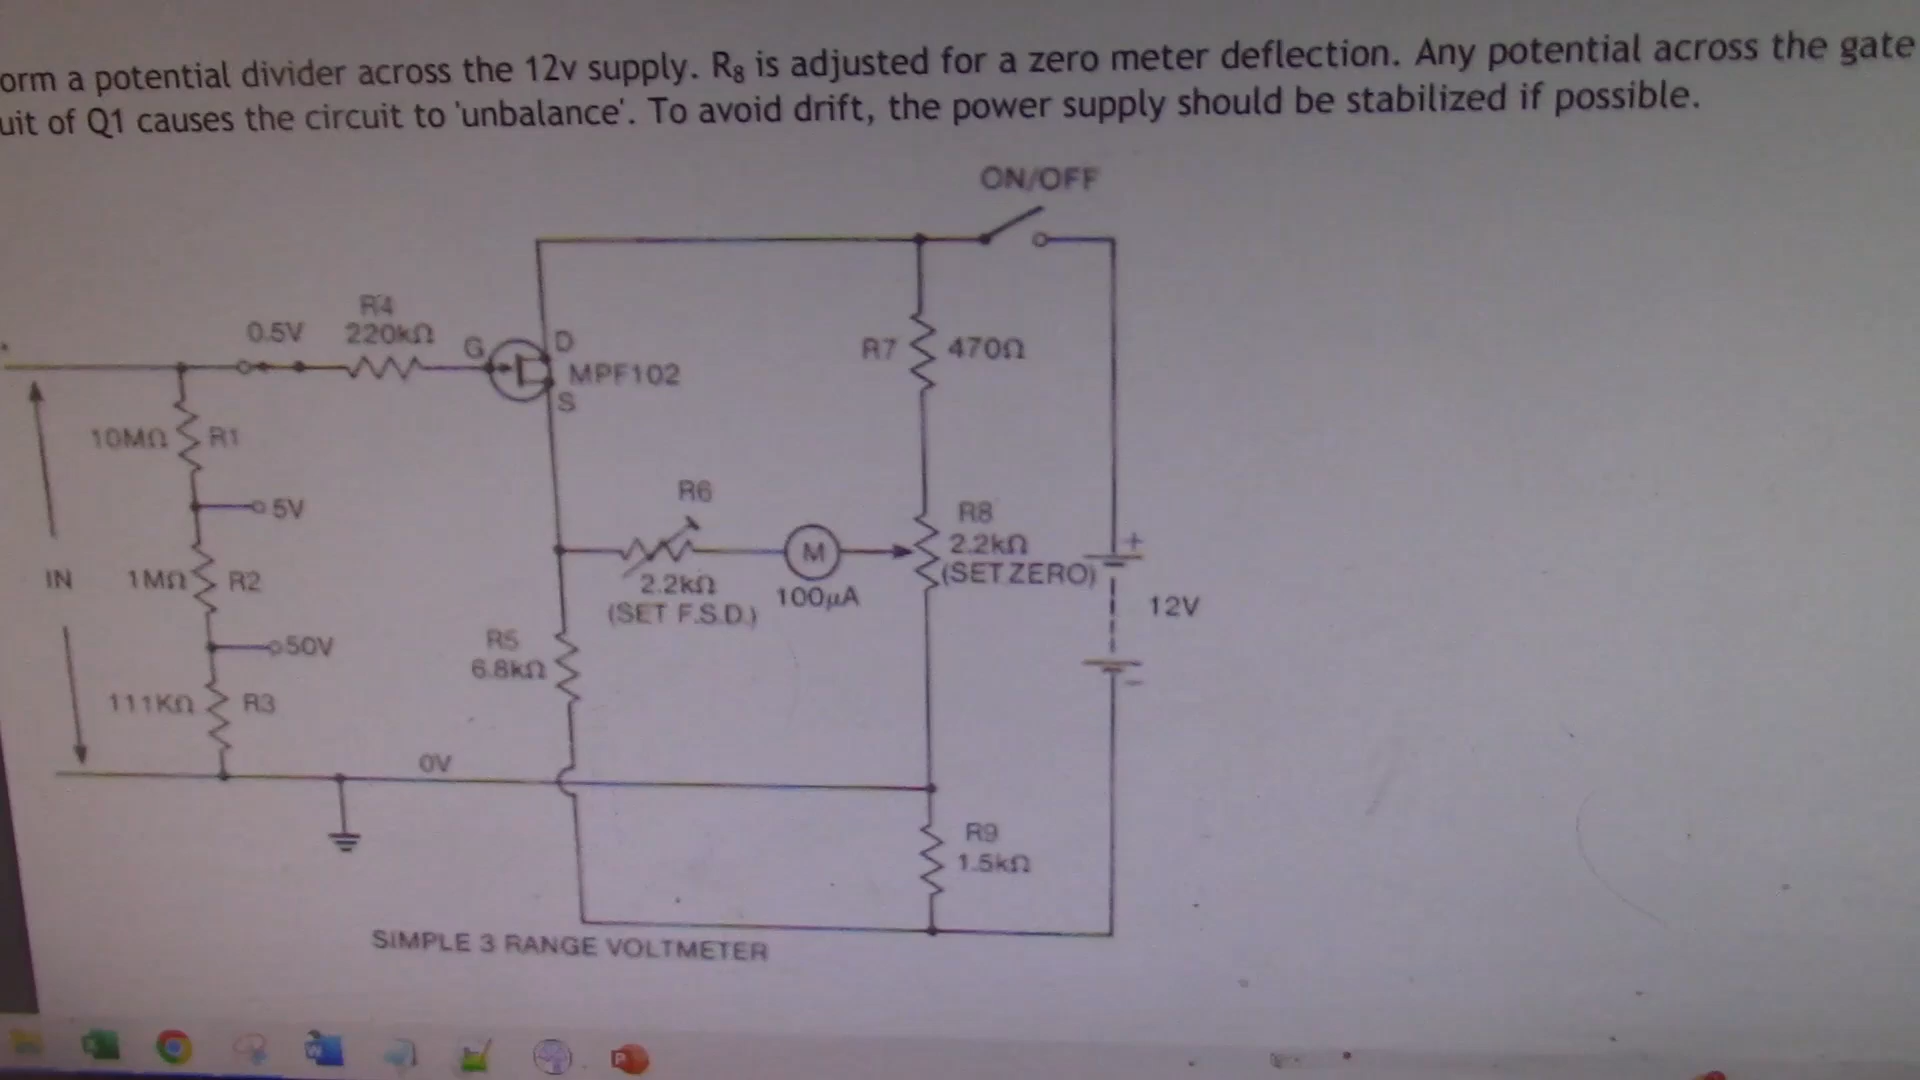 orm a potential divider across the 12v supply. R8 is adjusted for a zero meter deflection. Any potential across the gate
uit of Q1 causes the circuit to 'unbalance'. To avoid drift, the power supply should be stabilized if possible.
ON/OFF
R4
0.5V
220kΩ
G
D
MPF102
S
R7
470Ω
10MΩ
R1
5V
R6
R8
2.2kΩ
(SET ZERO)
M
+
IN
1MΩ
R2
2.2kΩ
(SET F.S.D.)
100µA
12V
50V
R5
6.8kΩ
-
111KΩ
R3
0V
R9
1.5kΩ
SIMPLE 3 RANGE VOLTMETER
W
P